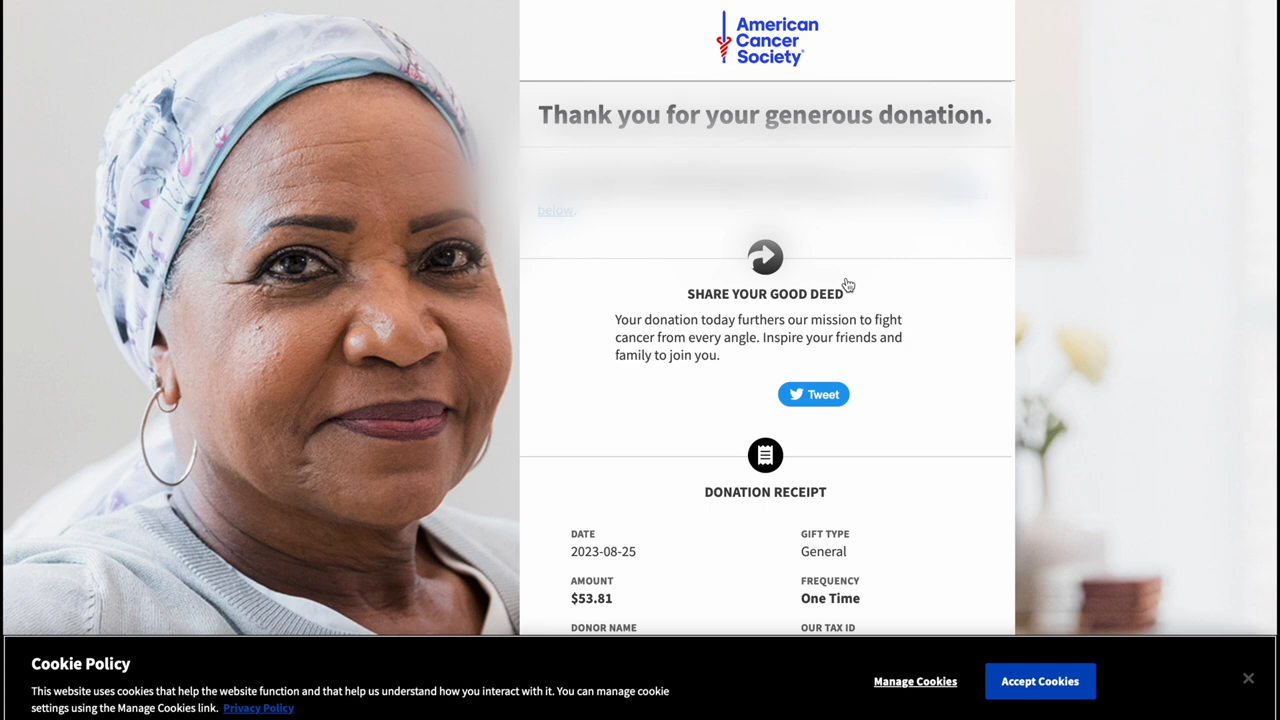 American
Cancer
Society®
Thank you for your generous donation.
below.
SHARE YOUR GOOD DEED
Your donation today furthers our mission to fight
cancer from every angle. Inspire your friends and
family to join you.
Tweet
DONATION RECEIPT
DATE
GIFT TYPE
2023-08-25
General
AMOUNT
FREQUENCY
$53.81
One Time
DONOR NAME
OUR TAX ID
Cookie Policy
This website uses cookies that help the website function and that help us understand how you interact with it. You can manage cookie
settings using the Manage Cookies link. Privacy Policy
Manage Cookies
Accept Cookies